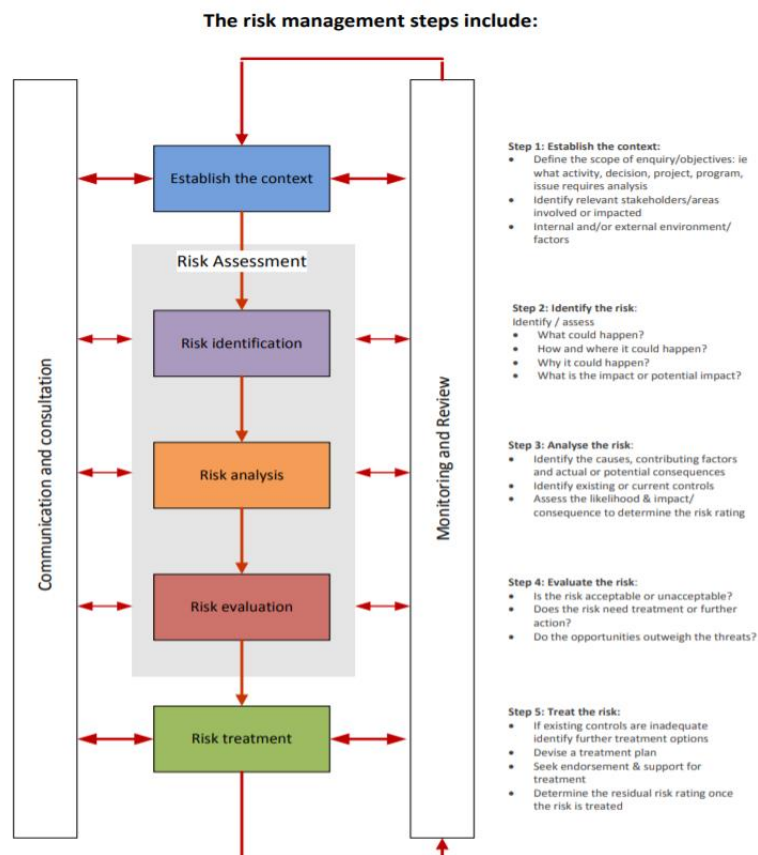 The risk management steps include:
Communication and consultation
Establish the context
Risk Assessment
Risk identification
Risk analysis
Risk evaluation
Risk treatment
Monitoring and Review
Step 1: Establish the context:
• Define the scope of enquiry/objectives: ie
what activity, decision, project, program,
issue requires analysis
• Identify relevant stakeholders/areas
involved or impacted
• Internal and/or external environment/
factors
Step 2: Identify the risk:
Identify / assess
• What could happen?
• How and where it could happen?
• Why it could happen?
• What is the impact or potential impact?
Step 3: Analyse the risk:
• Identify the causes, contributing factors
and actual or potential consequences
• Identify existing or current controls
• Assess the likelihood & impact/
consequence to determine the risk rating
Step 4: Evaluate the risk:
• Is the risk acceptable or unacceptable?
• Does the risk need treatment or further
action?
• Do the opportunities outweigh the threats?
Step 5: Treat the risk:
• If existing controls are inadequate
identify further treatment options
• Devise a treatment plan
• Seek endorsement & support for
treatment
• Determine the residual risk rating once
the risk is treated